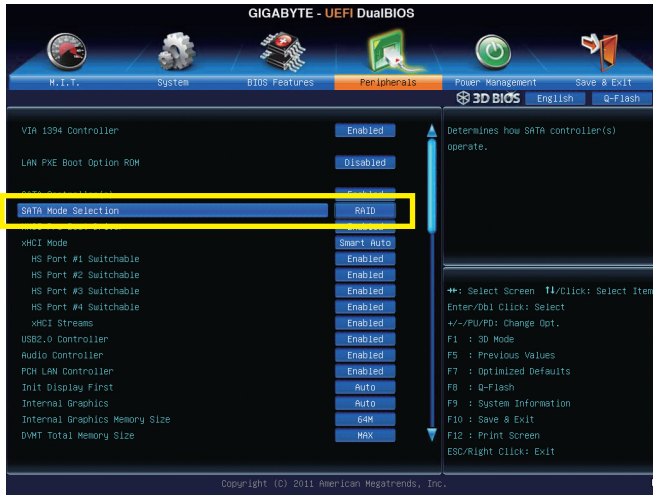 GIGABYTE - UEFI DualBIOS
M.I.T. System BIOS Features Peripherals Power Management Save & Exit
3D BIOS English Q-Flash
VIA 1394 Controller Enabled
LAN PXE Boot Option ROM Disabled
SATA Controller(s) Enabled
SATA Mode Selection RAID
Enabled
xHCI Mode Smart Auto
HS Port #1 Switchable Enabled
HS Port #2 Switchable Enabled
HS Port #3 Switchable Enabled
HS Port #4 Switchable Enabled
xHCI Streams Enabled
USB2.0 Controller Enabled
Audio Controller Enabled
PCH LAN Controller Enabled
Init Display First Auto
Internal Graphics Auto
Internal Graphics Memory Size 64M
DVMT Total Memory Size MAX
Determines how SATA controller(s)
operate.
↔: Select Screen ↑↓/Click: Select Item
Enter/Dbl Click: Select
+/-/PU/PD: Change Opt.
F1 : 3D Mode
F5 : Previous Values
F7 : Optimized Defaults
F8 : Q-Flash
F9 : System Information
F10 : Save & Exit
F12 : Print Screen
ESC/Right Click: Exit
Copyright (C) 2011 American Megatrends, Inc.